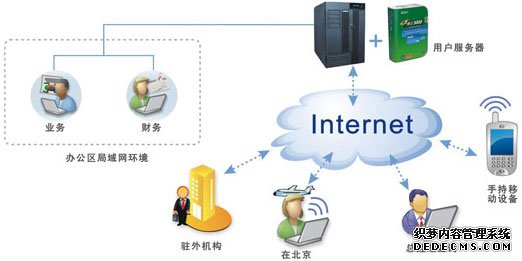 用户服务器
业务
财务
办公区局域网环境
Internet
手持移
动设备
驻外机构
在北京
织梦内容管理系统
DEDECMS.COM